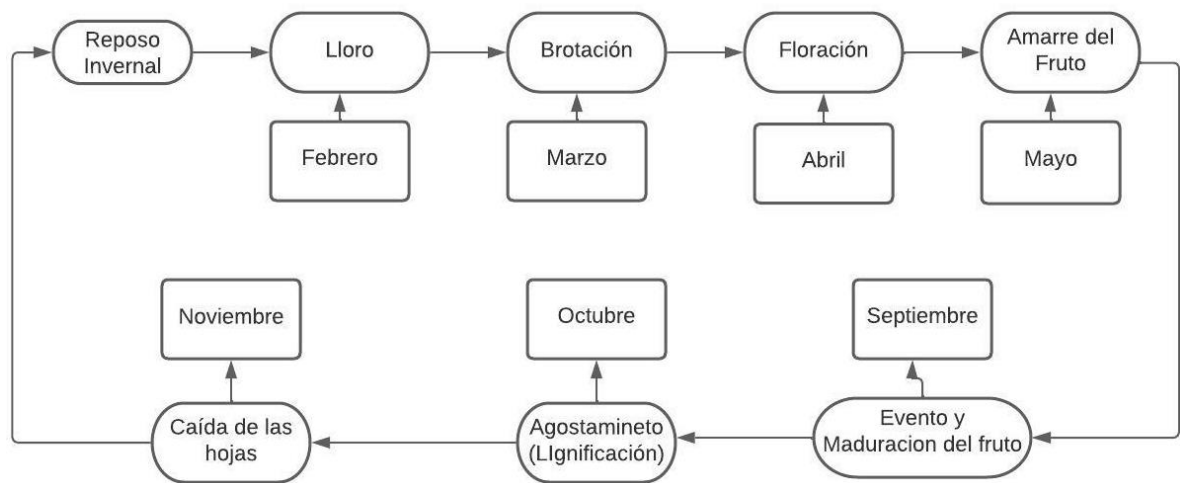 Reposo
Invernal
Lloro
Brotación
Floración
Amarre del
Fruto
Febrero
Marzo
Abril
Mayo
Noviembre
Octubre
Septiembre
Caída de las
hojas
Agostamineto
(LIgnificación)
Evento y
Maduracion del fruto